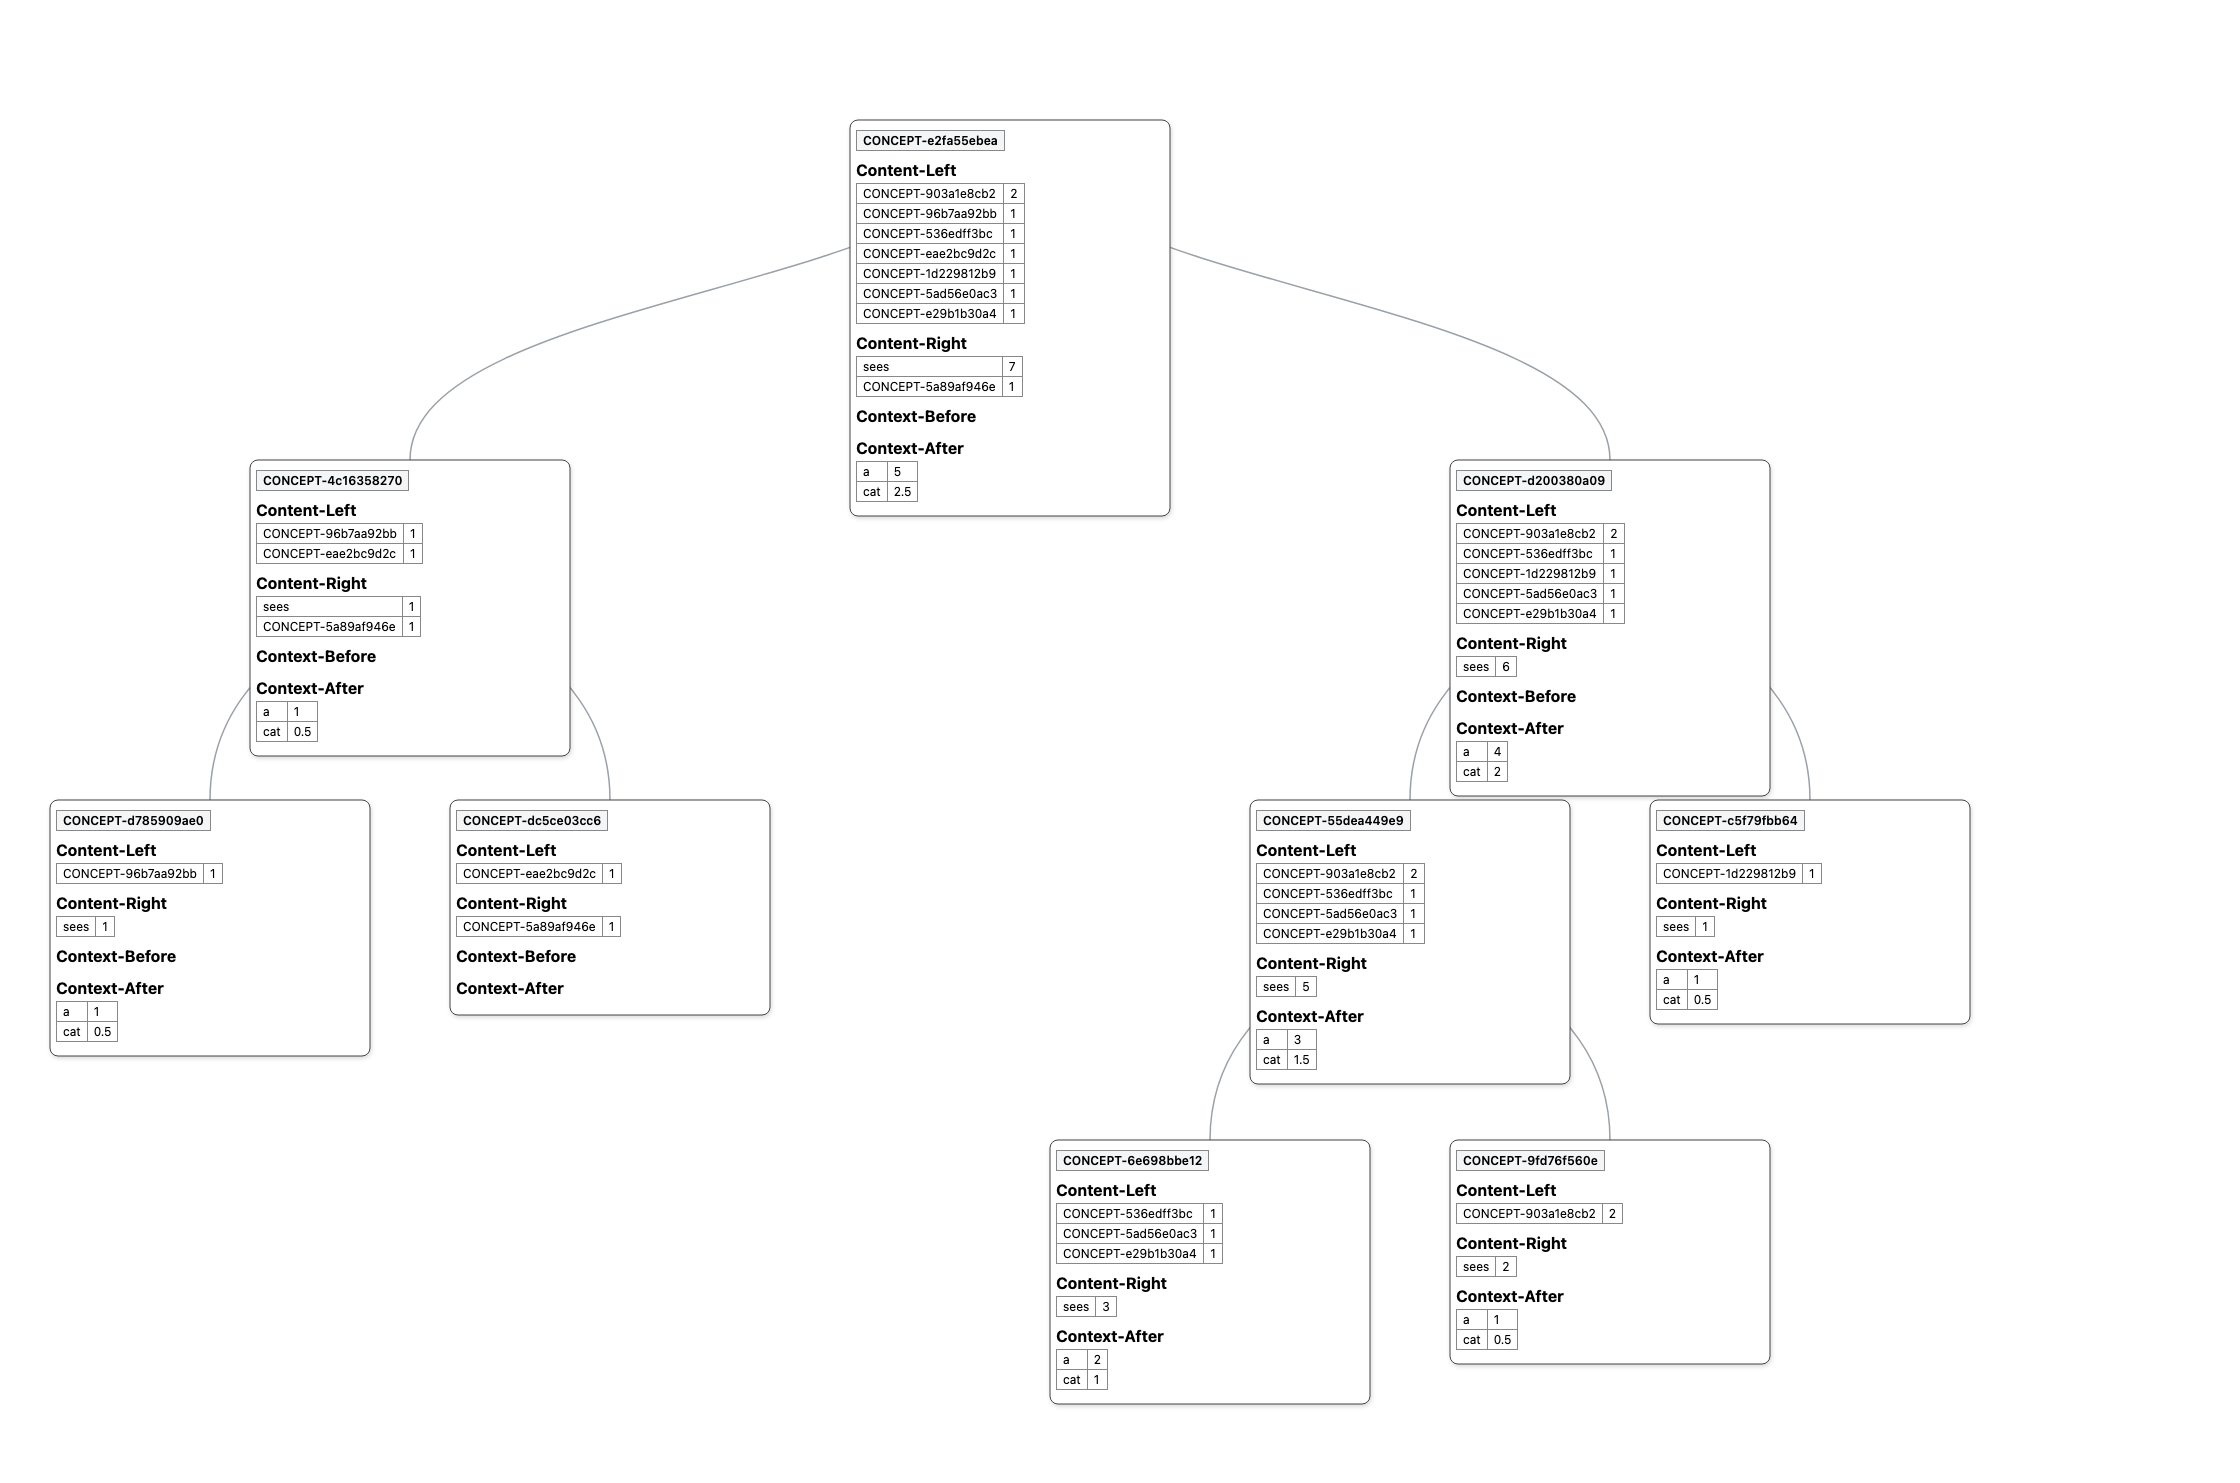 CONCEPT-e2fa55ebea
Content-Left
CONCEPT-903a1e8cb2 2
CONCEPT-96b7aa92bb 1
CONCEPT-536edff3bc 1
CONCEPT-eae2bc9d2c 1
CONCEPT-1d229812b9 1
CONCEPT-5ad56e0ac3 1
CONCEPT-e29b1b30a4 1
Content-Right
sees 7
CONCEPT-5a89af946e 1
Context-Before
Context-After
a 5
cat 2.5
CONCEPT-4c16358270
Content-Left
CONCEPT-96b7aa92bb 1
CONCEPT-eae2bc9d2c 1
Content-Right
sees 1
CONCEPT-5a89af946e 1
Context-Before
Context-After
a 1
cat 0.5
CONCEPT-d200380a09
Content-Left
CONCEPT-903a1e8cb2 2
CONCEPT-536edff3bc 1
CONCEPT-1d229812b9 1
CONCEPT-5ad56e0ac3 1
CONCEPT-e29b1b30a4 1
Content-Right
sees 6
Context-Before
Context-After
a 4
cat 2
CONCEPT-d785909ae0
Content-Left
CONCEPT-96b7aa92bb 1
Content-Right
sees 1
Context-Before
Context-After
a 1
cat 0.5
CONCEPT-dc5ce03cc6
Content-Left
CONCEPT-eae2bc9d2c 1
Content-Right
CONCEPT-5a89af946e 1
Context-Before
Context-After
CONCEPT-55dea449e9
Content-Left
CONCEPT-903a1e8cb2 2
CONCEPT-536edff3bc 1
CONCEPT-5ad56e0ac3 1
CONCEPT-e29b1b30a4 1
Content-Right
sees 5
Context-After
a 3
cat 1.5
CONCEPT-c5f79fbb64
Content-Left
CONCEPT-1d229812b9 1
Content-Right
sees 1
Context-After
a 1
cat 0.5
CONCEPT-6e698bbe12
Content-Left
CONCEPT-536edff3bc 1
CONCEPT-5ad56e0ac3 1
CONCEPT-e29b1b30a4 1
Content-Right
sees 3
Context-After
a 2
cat 1
CONCEPT-9fd76f560e
Content-Left
CONCEPT-903a1e8cb2 2
Content-Right
sees 2
Context-After
a 1
cat 0.5